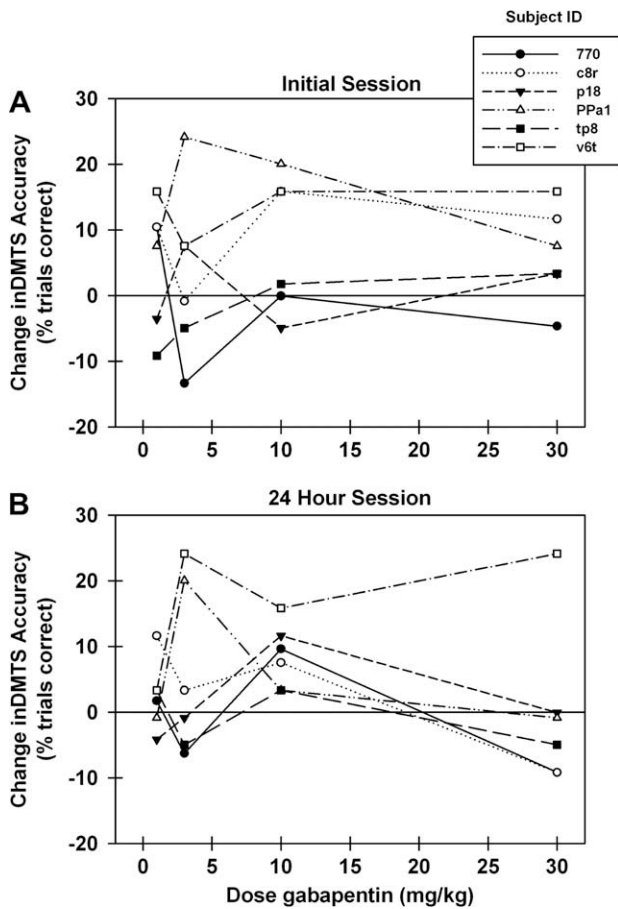 Subject ID
770
c8r
p18
PPa1
tp8
v6t
A
Initial Session
Change inDMTS Accuracy
(% trials correct)
30
20
10
0
-10
-20
0 5 10 15 20 25 30
B
24 Hour Session
Change inDMTS Accuracy
(% trials correct)
30
20
10
0
-10
-20
0 5 10 15 20 25 30
Dose gabapentin (mg/kg)